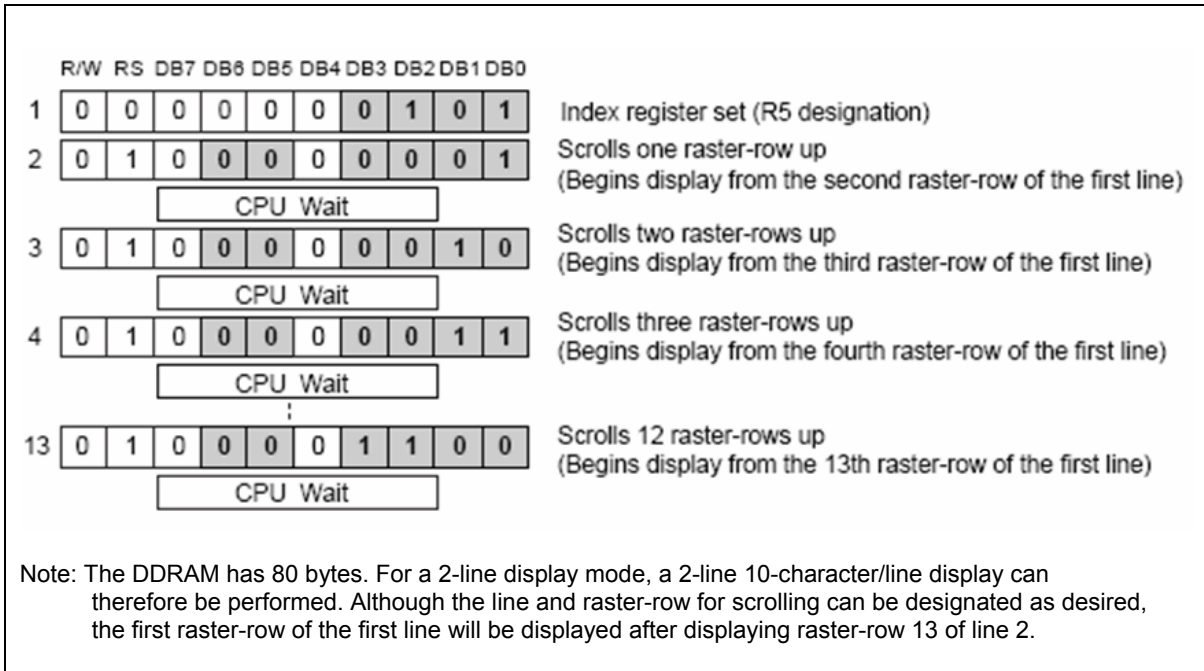 R/W RS DB7 DB6 DB5 DB4 DB3 DB2 DB1 DB0
1 0 0 0 0 0 0 0 1 0 1 Index register set (R5 designation)
2 0 1 0 0 0 0 0 0 0 1 Scrolls one raster-row up
(Begins display from the second raster-row of the first line)
CPU Wait
3 0 1 0 0 0 0 0 0 1 0 Scrolls two raster-rows up
(Begins display from the third raster-row of the first line)
CPU Wait
4 0 1 0 0 0 0 0 0 1 1 Scrolls three raster-rows up
(Begins display from the fourth raster-row of the first line)
CPU Wait
13 0 1 0 0 0 0 1 1 0 0 Scrolls 12 raster-rows up
(Begins display from the 13th raster-row of the first line)
CPU Wait
Note: The DDRAM has 80 bytes. For a 2-line display mode, a 2-line 10-character/line display can
therefore be performed. Although the line and raster-row for scrolling can be designated as desired,
the first raster-row of the first line will be displayed after displaying raster-row 13 of line 2.